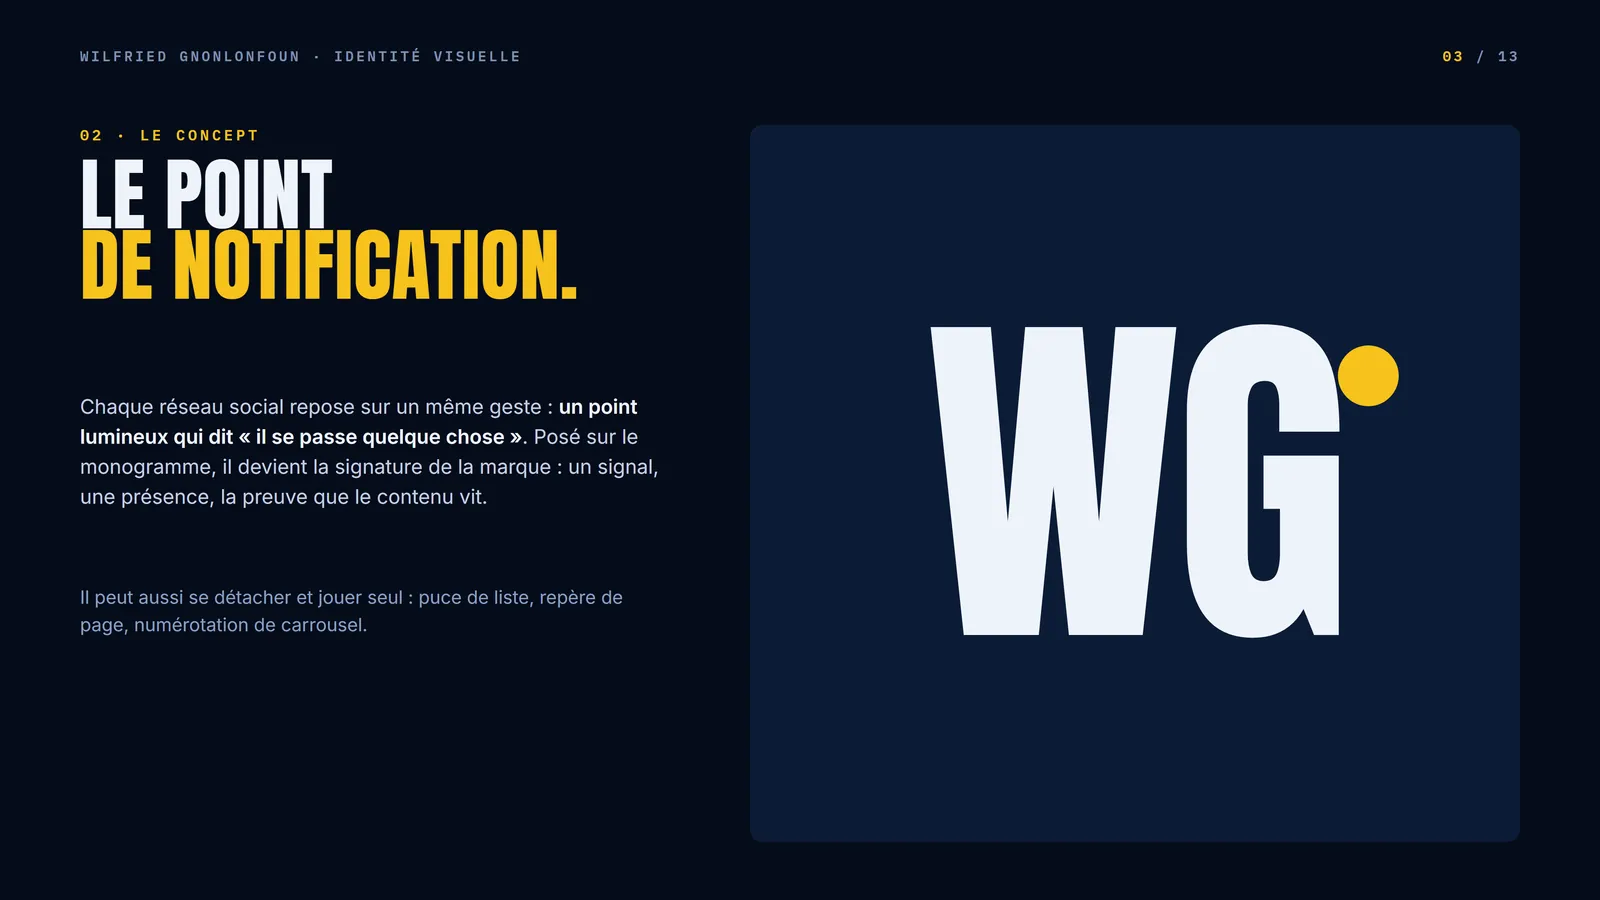 WILFRIED GNONLONFOUN · IDENTITÉ VISUELLE
03 / 13
02 · LE CONCEPT
LE POINT
DE NOTIFICATION.
Chaque réseau social repose sur un même geste : un point
lumineux qui dit « il se passe quelque chose ». Posé sur le
monogramme, il devient la signature de la marque : un signal,
une présence, la preuve que le contenu vit.
Il peut aussi se détacher et jouer seul : puce de liste, repère de
page, numérotation de carrousel.
WG